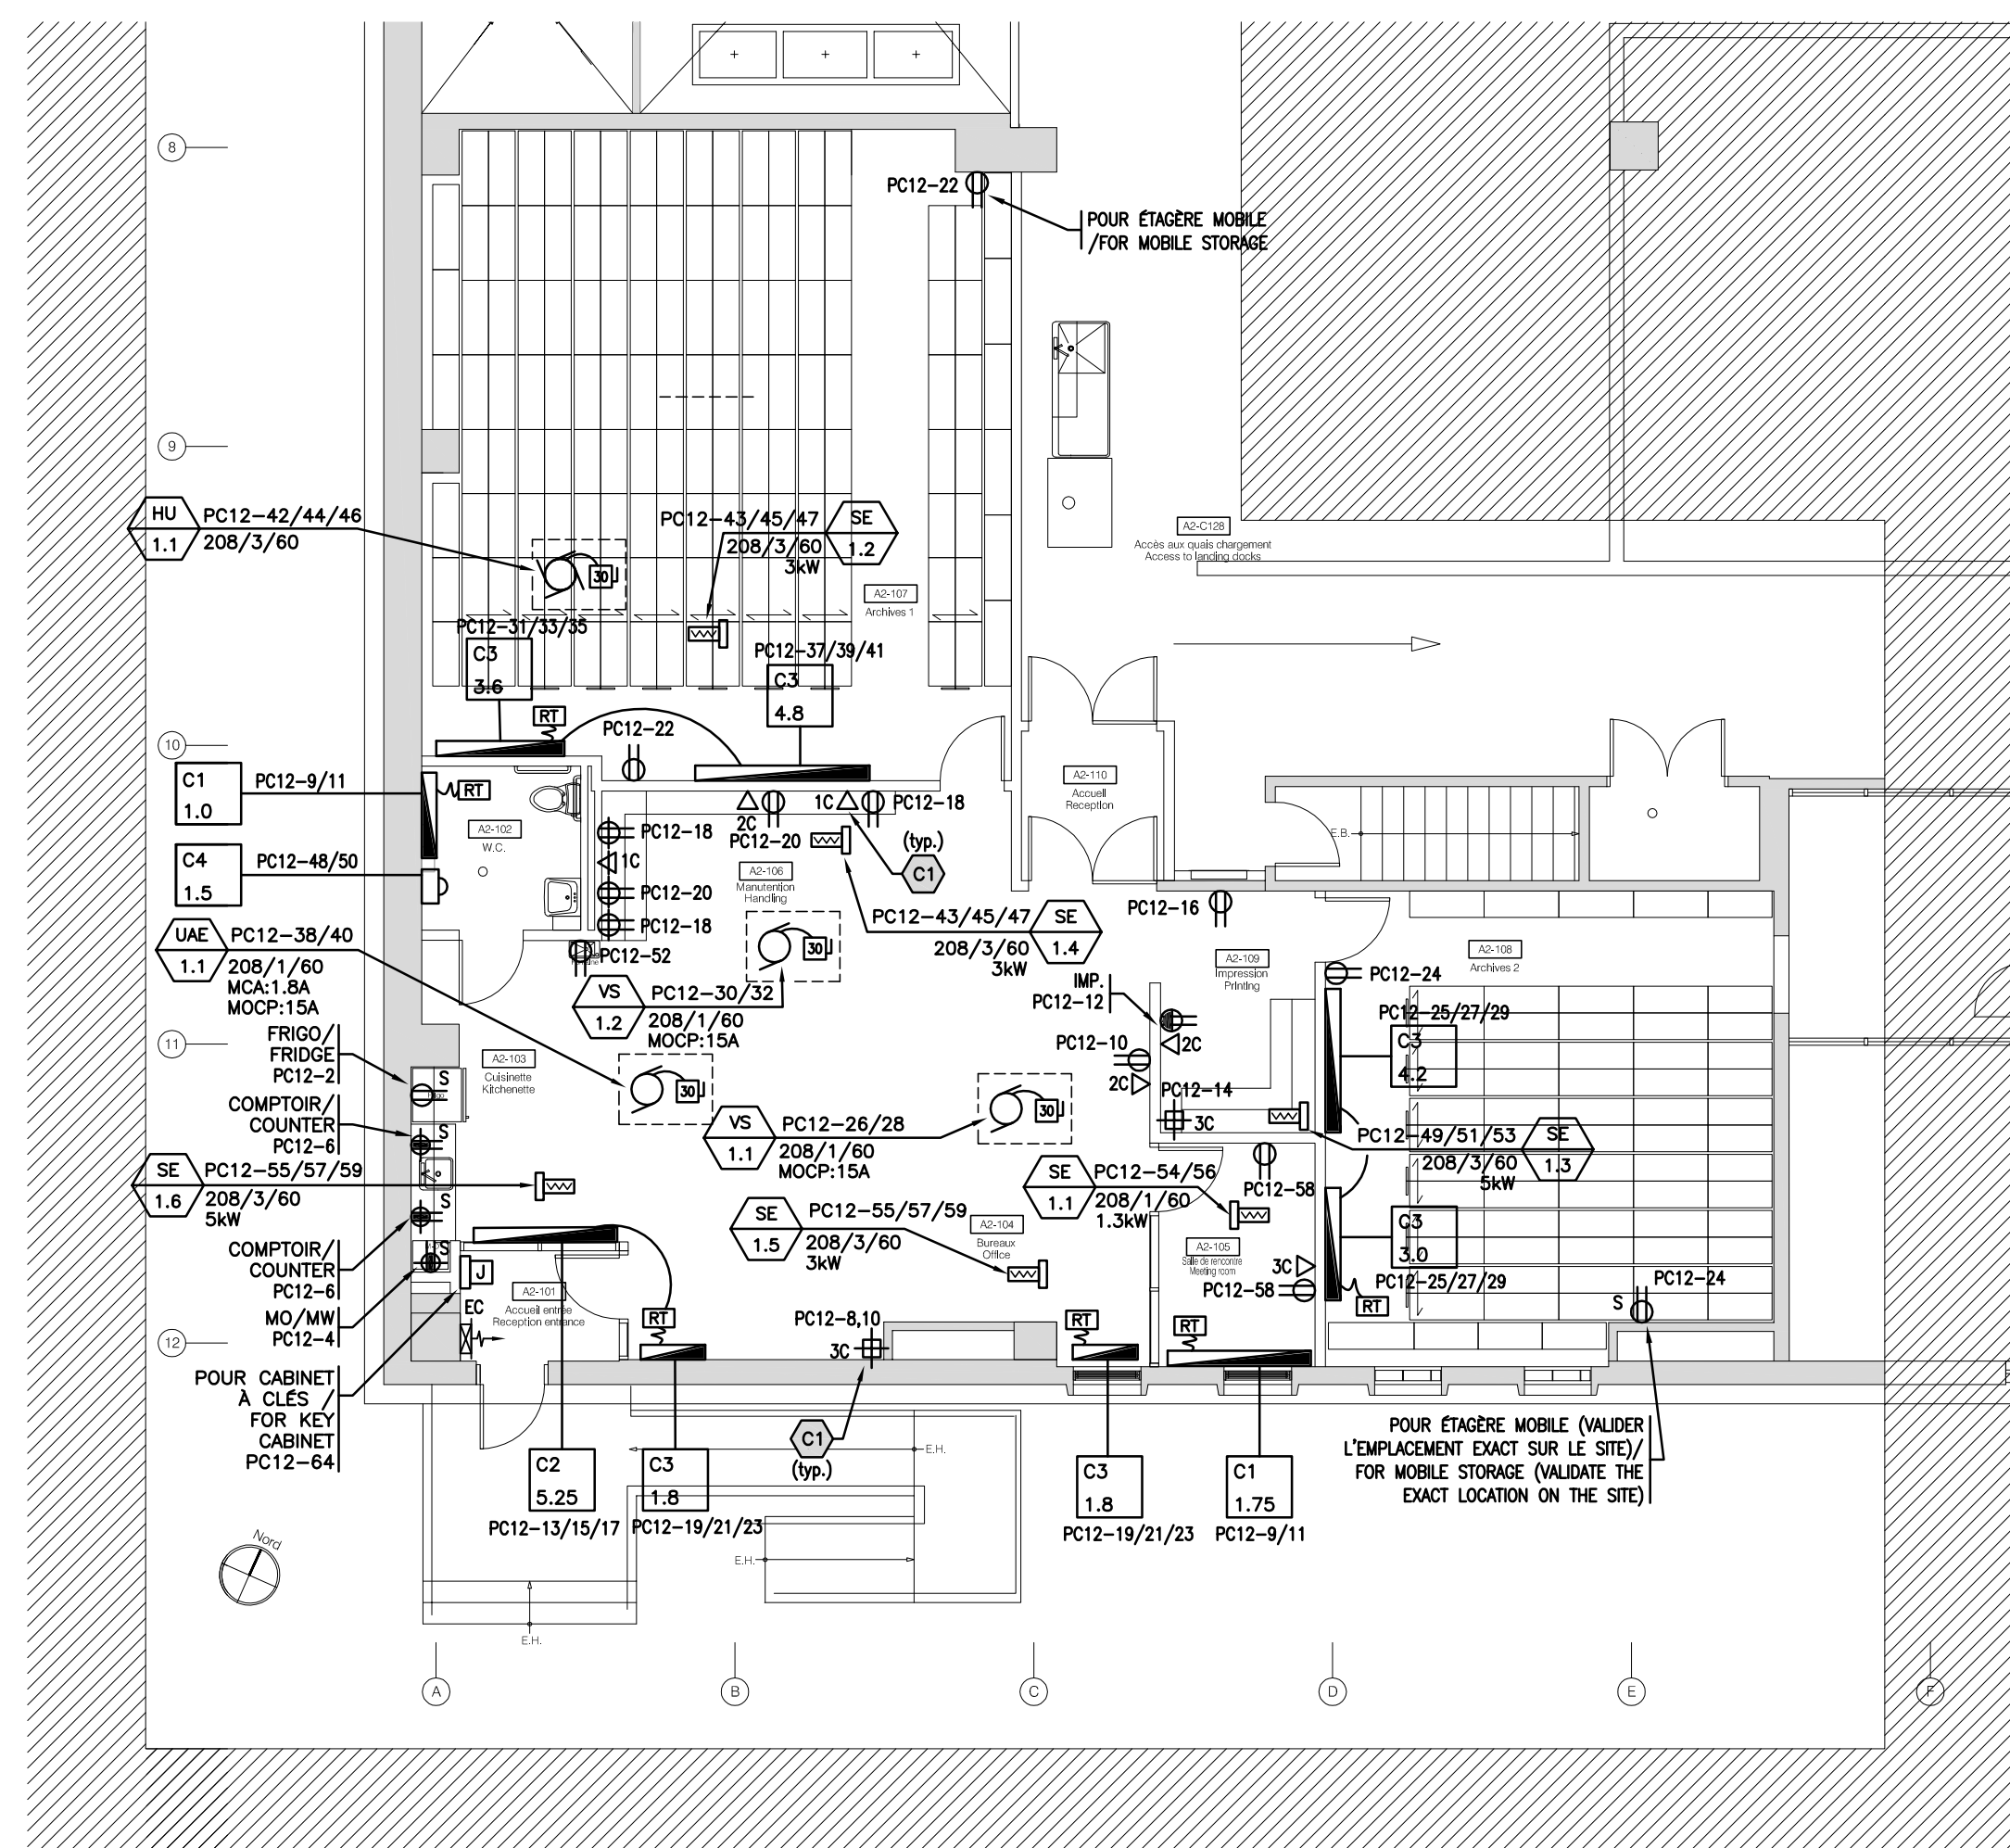 8
PC12-22
POUR ÉTAGÈRE MOBILE
/FOR MOBILE STORAGE
9
HU
1.1
PC12-42/44/46
208/3/60
30
PC12-43/45/47
208/3/60
3kW
SE
1.2
A2-107
Archives 1
A2-C128
Accès aux quais chargement
Access to landing docks
PC12-31/33/35
C3
3.6
PC12-37/39/41
C3
4.8
RT
PC12-22
10
C1
1.0
PC12-9/11
RT
A2-110
Accueil
Reception
1C
PC12-18
2C
PC12-20
(typ.)
C1
A2-102
W.C.
PC12-18
1C
PC12-20
PC12-18
E.B.
C4
1.5
PC12-48/50
A2-106
Manutention
Handling
PC12-43/45/47
208/3/60
3kW
SE
1.4
PC12-16
UAE
1.1
PC12-38/40
208/1/60
MCA:1.8A
MOCP:15A
PC12-52
30
VS
1.2
PC12-30/32
208/1/60
MOCP:15A
A2-109
Impression
Printing
A2-108
Archives 2
PC12-24
IMP.
PC12-12
PC12-25/27/29
C3
4.2
11
FRIGO/
FRIDGE
PC12-2
S
A2-103
Cuisinette
Kitchenette
30
PC12-10
2C
2C
PC12-14
3C
COMPTOIR/
COUNTER
PC12-6
S
VS
1.1
PC12-26/28
208/1/60
MOCP:15A
30
PC12-49/51/53
208/3/60
5kW
SE
1.3
SE
1.6
PC12-55/57/59
208/3/60
5kW
S
SE
1.1
PC12-54/56
208/1/60
1.3kW
PC12-58
SE
1.5
PC12-55/57/59
208/3/60
3kW
A2-104
Bureaux
Office
A2-105
Salle de rencontre
Meeting room
C3
3.0
COMPTOIR/
COUNTER
PC12-6
S
J
3C
PC12-58
PC12-25/27/29
RT
PC12-24
S
A2-101
Accueil entrée
Reception entrance
MO/MW
PC12-4
EC
RT
PC12-8,10
3C
RT
RT
12
POUR CABINET
À CLÉS /
FOR KEY
CABINET
PC12-64
C1
(typ.)
E.H.
POUR ÉTAGÈRE MOBILE (VALIDER
L'EMPLACEMENT EXACT SUR LE SITE)/
FOR MOBILE STORAGE (VALIDATE THE
EXACT LOCATION ON THE SITE)
C2
5.25
PC12-13/15/17
C3
1.8
PC12-19/21/23
C3
1.8
PC12-19/21/23
C1
1.75
PC12-9/11
Nord
E.H.
E.H.
A
B
C
D
E
F